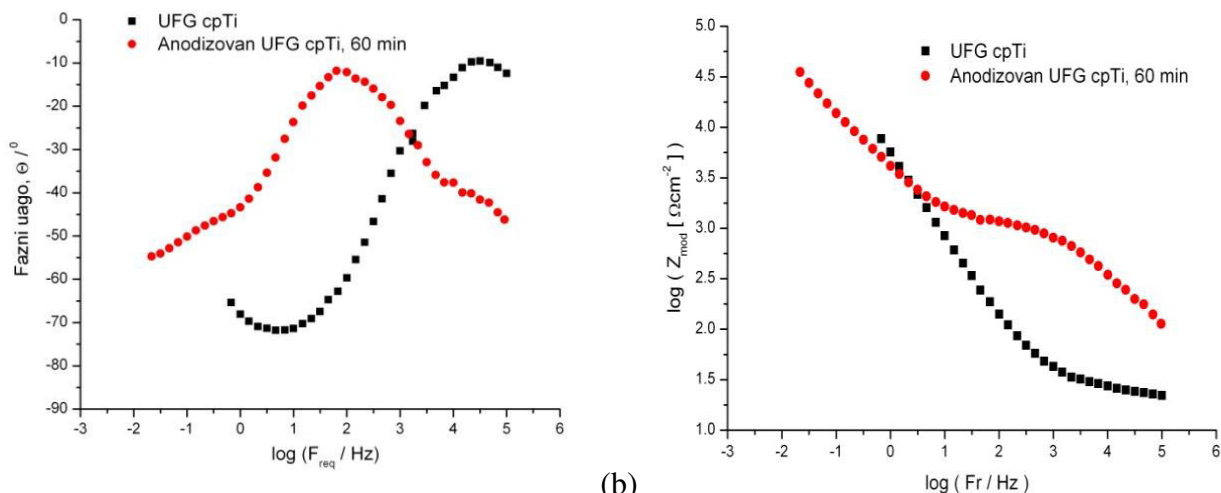 UFG cpTi
Anodizovan UFG cpTi, 60 min
0
-10
-20
-30
-40
-50
-60
-70
-80
-90
Fazni uago, Θ /⁰
-3 -2 -1 0 1 2 3 4 5 6
log (F_req / Hz)
(b)
UFG cpTi
Anodizovan UFG cpTi, 60 min
5.0
4.5
4.0
3.5
3.0
2.5
2.0
1.5
1.0
log ( Z_mod [ Ωcm⁻² ] )
-3 -2 -1 0 1 2 3 4 5 6
log ( Fr / Hz )